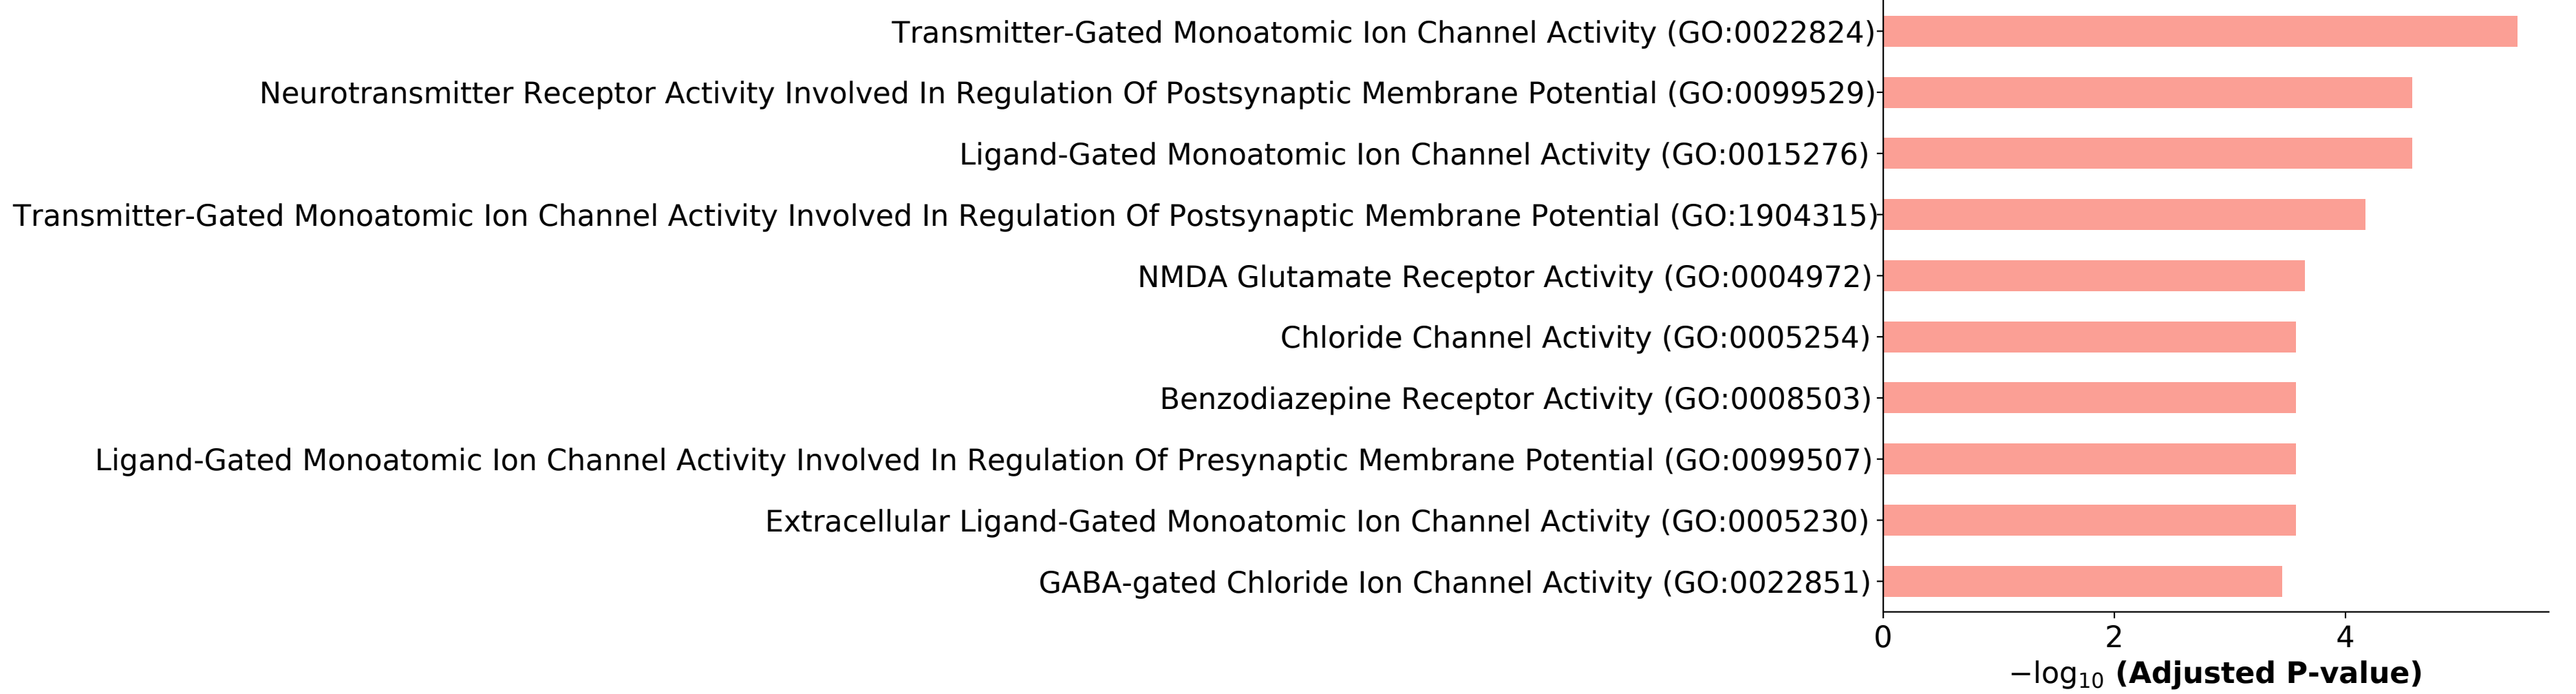 Transmitter-Gated Monoatomic Ion Channel Activity (GO:0022824)
Neurotransmitter Receptor Activity Involved In Regulation Of Postsynaptic Membrane Potential (GO:0099529)
Ligand-Gated Monoatomic Ion Channel Activity (GO:0015276)
Transmitter-Gated Monoatomic Ion Channel Activity Involved In Regulation Of Postsynaptic Membrane Potential (GO:1904315)
NMDA Glutamate Receptor Activity (GO:0004972)
Chloride Channel Activity (GO:0005254)
Benzodiazepine Receptor Activity (GO:0008503)
Ligand-Gated Monoatomic Ion Channel Activity Involved In Regulation Of Presynaptic Membrane Potential (GO:0099507)
Extracellular Ligand-Gated Monoatomic Ion Channel Activity (GO:0005230)
GABA-gated Chloride Ion Channel Activity (GO:0022851)
0 2 4
−log₁₀ (Adjusted P-value)